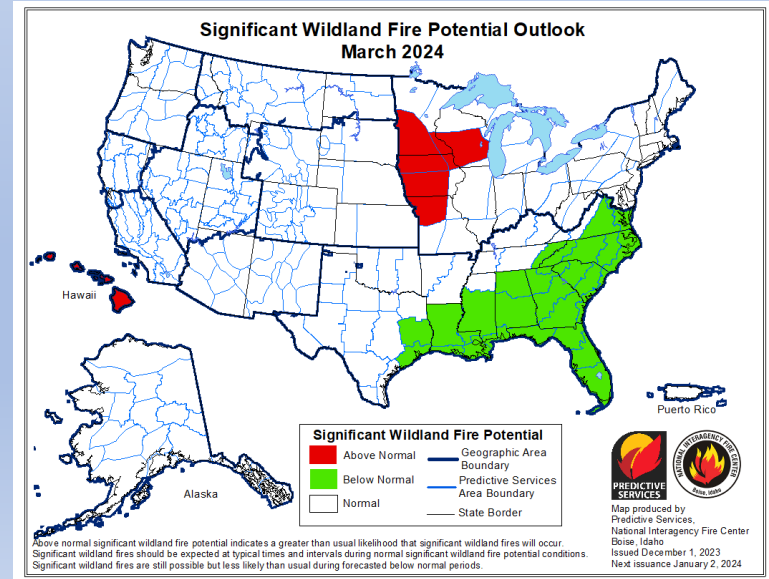 Significant Wildland Fire Potential Outlook
March 2024
Hawaii
Alaska
Puerto Rico
Significant Wildland Fire Potential
Above Normal
Below Normal
Normal
Geographic Area
Boundary
Predictive Services
Area Boundary
State Border
PREDICTIVE
SERVICES
NATIONAL INTERAGENCY FIRE CENTER
Boise, Idaho
Map produced by
Predictive Services,
National Interagency Fire Center
Boise, Idaho
Issued December 1, 2023
Next issuance January 2, 2024
Above normal significant wildland fire potential indicates a greater than usual likelihood that significant wildland fires will occur.
Significant wildland fires should be expected at typical times and intervals during normal significant wildland fire potential conditions.
Significant wildland fires are still possible but less likely than usual during forecasted below normal periods.